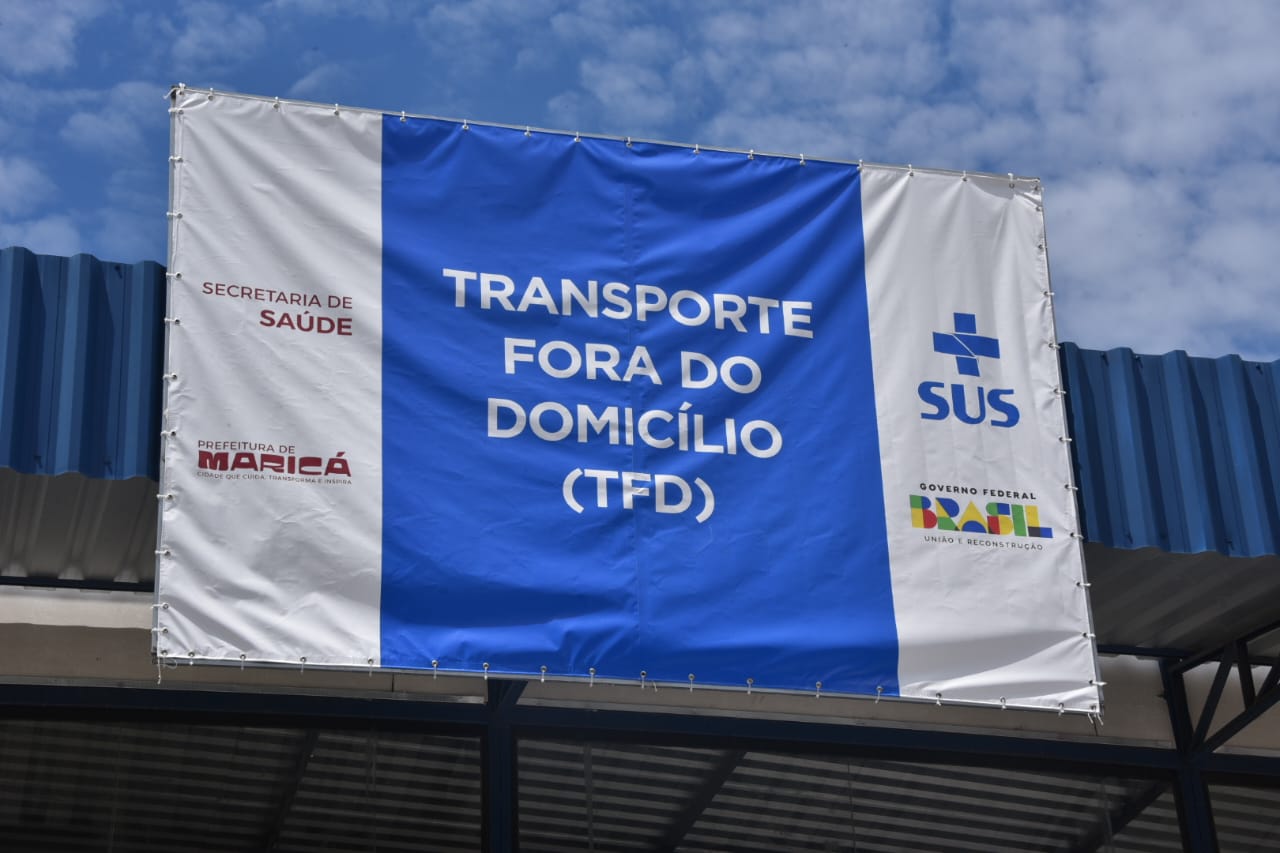 SECRETARIA DE
SAÚDE
PREFEITURA DE
MARICÁ
CIDADE QUE CUIDA, TRANSFORMA E INSPIRA
TRANSPORTE
FORA DO
DOMICÍLIO
(TFD)
SUS
GOVERNO FEDERAL
BRASIL
UNIÃO E RECONSTRUÇÃO